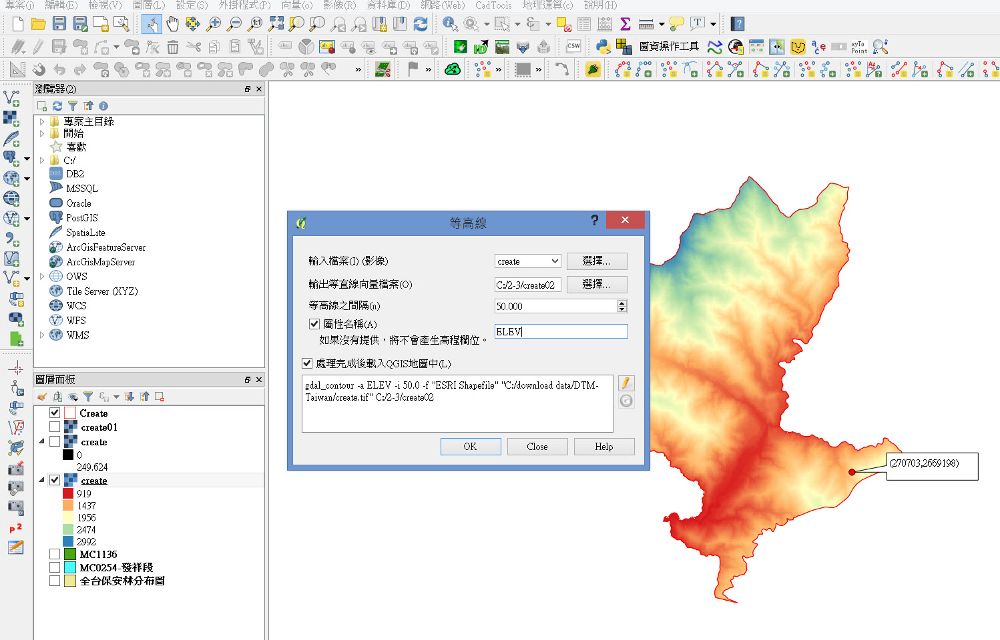 專案(j) 編輯(E) 檢視(V) 圖層(L) 設定(S) 外掛程式(P) 向量(o) 影像(R) 資料庫(D) 網路(Web) CadTools 地理運算(c) 說明(H)
CSW 圖資操作工具 xyTo Point
瀏覽器(2)
專案主目錄
開始
喜歡
C:/
DB2 DB2
MSSQL
Oracle
PostGIS
SpatiaLite
ArcGisFeatureServer
ArcGisMapServer
OWS
Tile Server (XYZ)
WCS
WFS
WMS
圖層面板
Create
create01
create
0
249.624
create
919
1437
1956
2474
2992
MC1136
MC0254-發祥段
全台保安林分布圖
等高線
輸入檔案(I) (影像) create 選擇...
輸出等直線向量檔案(O) C:/2-3/create02 選擇...
等高線之間隔(n) 50.000
屬性名稱(A) ELEV
如果沒有提供，將不會產生高程欄位。
處理完成後載入QGIS地圖中(L)
gdal_contour -a ELEV -i 50.0 -f "ESRI Shapefile" "C:/download data/DTM-
Taiwan/create.tif" C:/2-3/create02
OK Close Help
(270703,2669198)